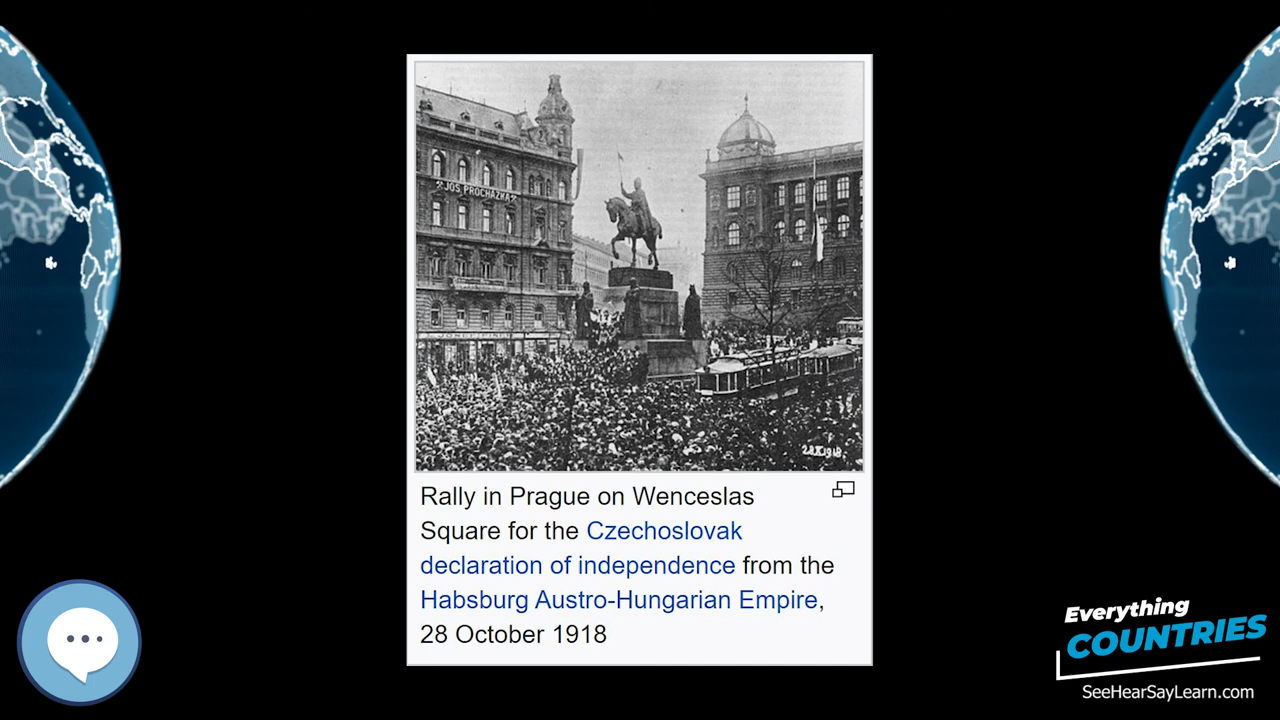 JOS. PROCHÁZKA
28.X.1918.
Rally in Prague on Wenceslas
Square for the Czechoslovak
declaration of independence from the
Habsburg Austro-Hungarian Empire,
28 October 1918
Everything
COUNTRIES
SeeHearSayLearn.com